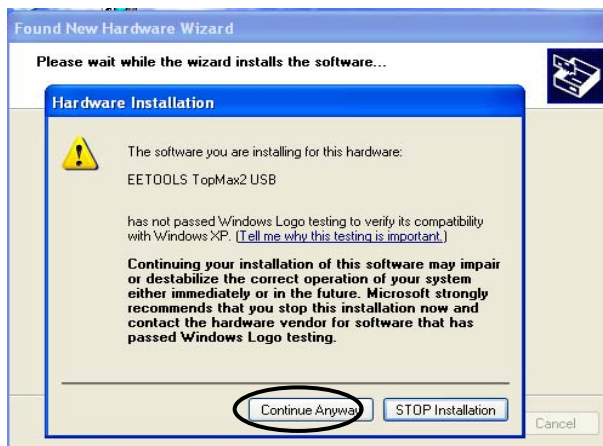 Found New Hardware Wizard
Please wait while the wizard installs the software...
Hardware Installation
The software you are installing for this hardware:
EETOOLS TopMax2 USB
has not passed Windows Logo testing to verify its compatibility
with Windows XP. (Tell me why this testing is important.)
Continuing your installation of this software may impair
or destabilize the correct operation of your system
either immediately or in the future. Microsoft strongly
recommends that you stop this installation now and
contact the hardware vendor for software that has
passed Windows Logo testing.
Continue Anyway
STOP Installation
Cancel